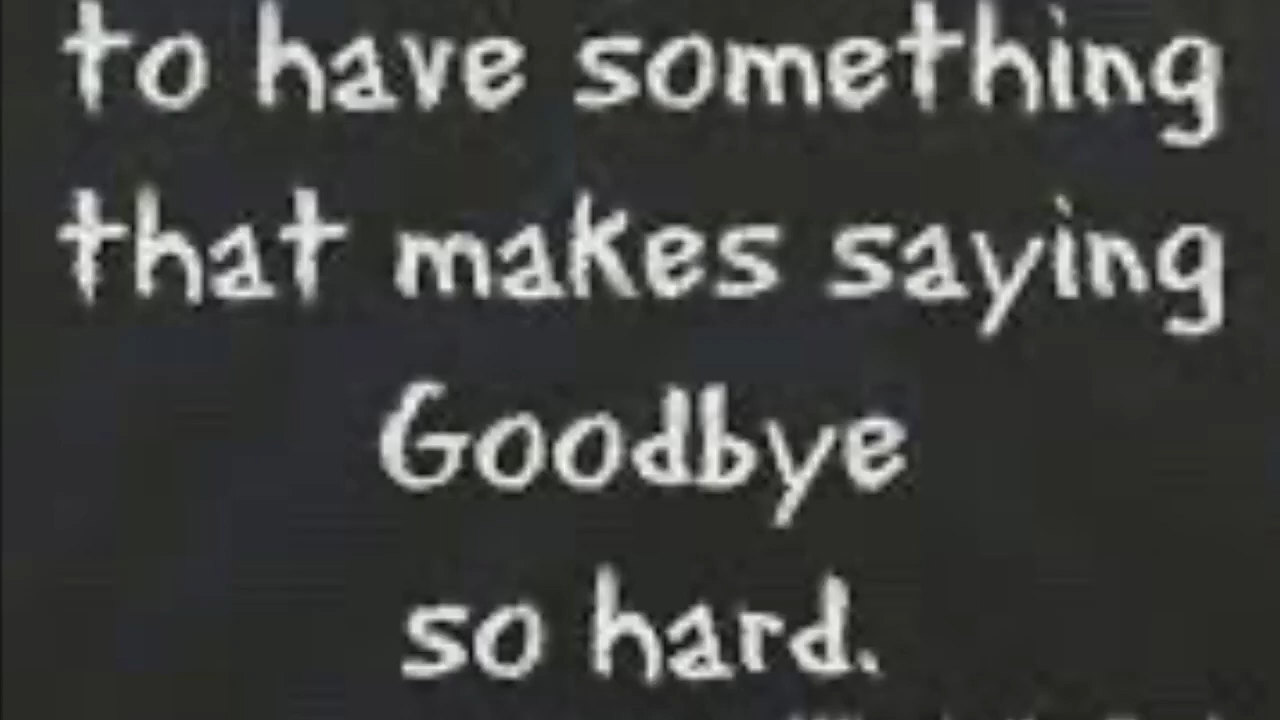 to have something
that makes saying
Goodbye
so hard.